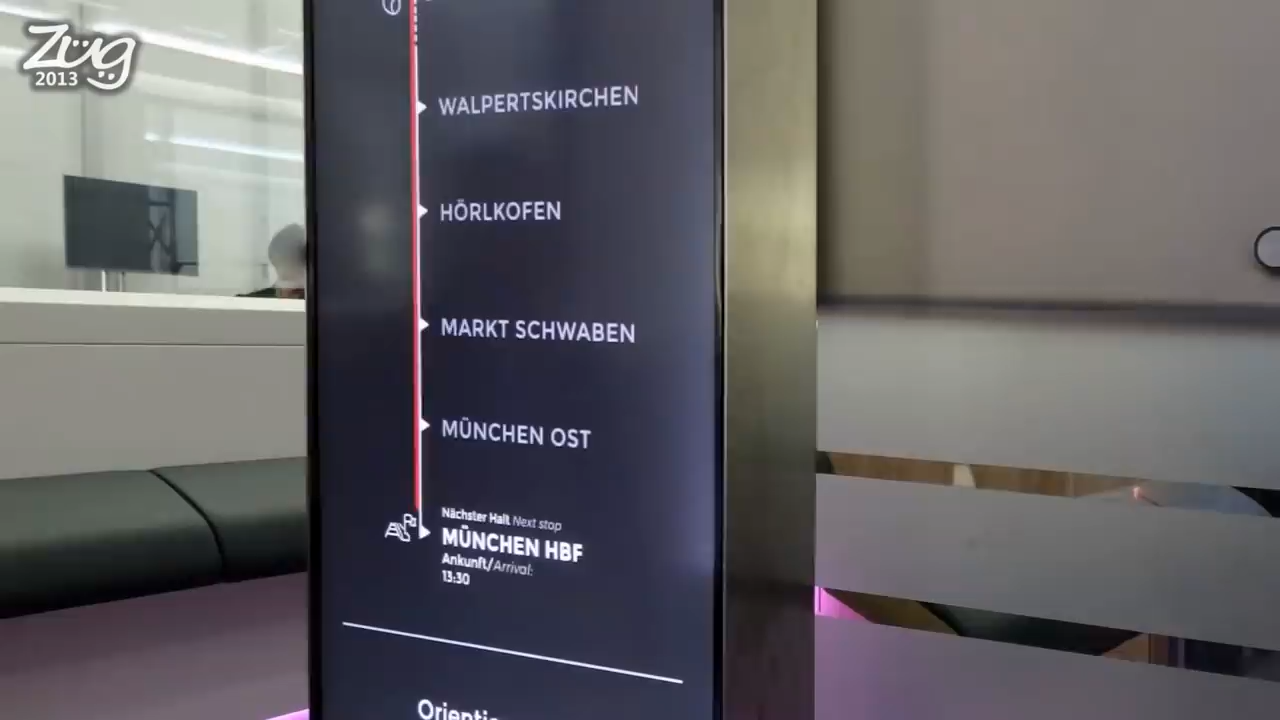 Züg
2013
WALPERTSKIRCHEN
HÖRLKOFEN
MARKT SCHWABEN
MÜNCHEN OST
Nächster Halt Next stop
MÜNCHEN HBF
Ankunft/Arrival:
13:30